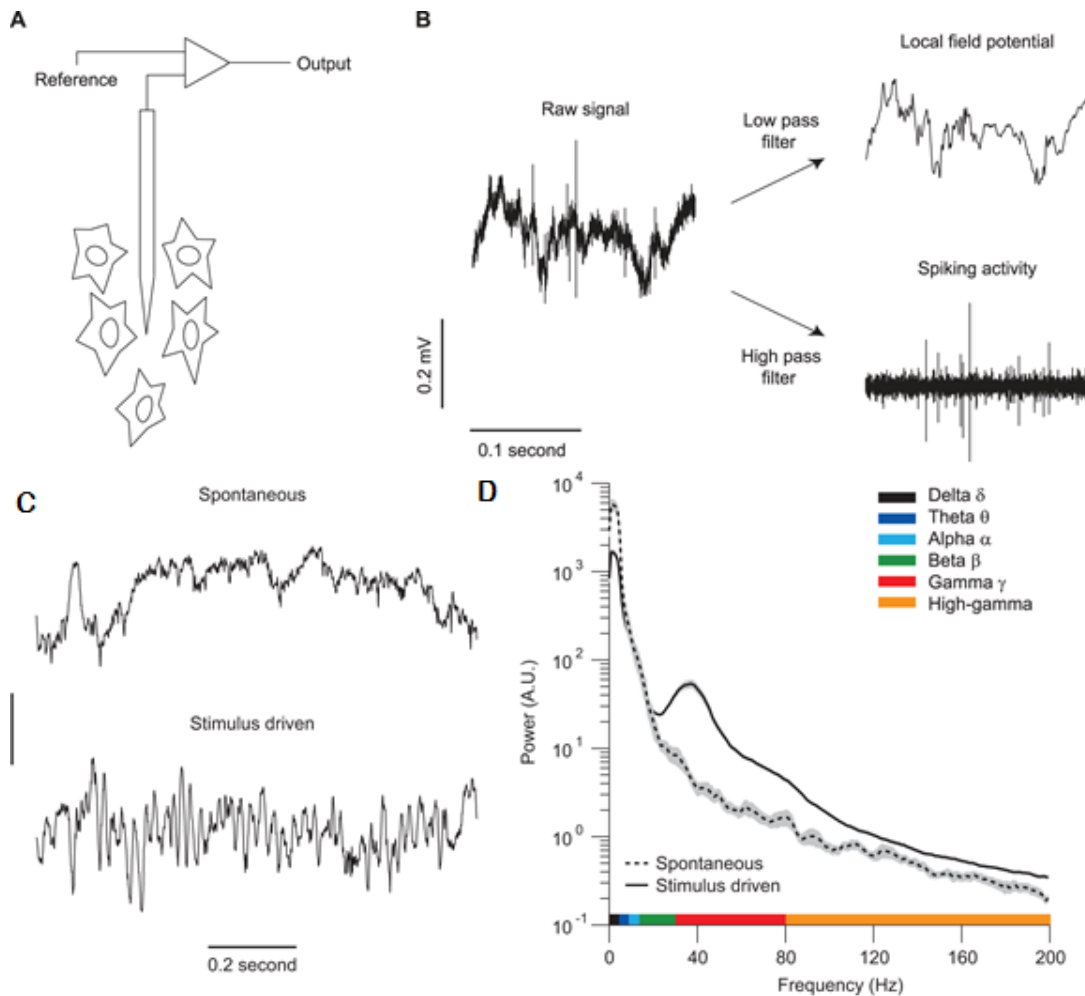 A
Reference
Output
B
Raw signal
Low pass
filter
Local field potential
High pass
filter
Spiking activity
0.2 mV
0.1 second
C
Spontaneous
Stimulus driven
0.2 second
D
Delta δ
Theta θ
Alpha α
Beta β
Gamma γ
High-gamma
Power (A.U.)
10^4
10^3
10^2
10^1
10^0
10^-1
Spontaneous
Stimulus driven
0 40 80 120 160 200
Frequency (Hz)